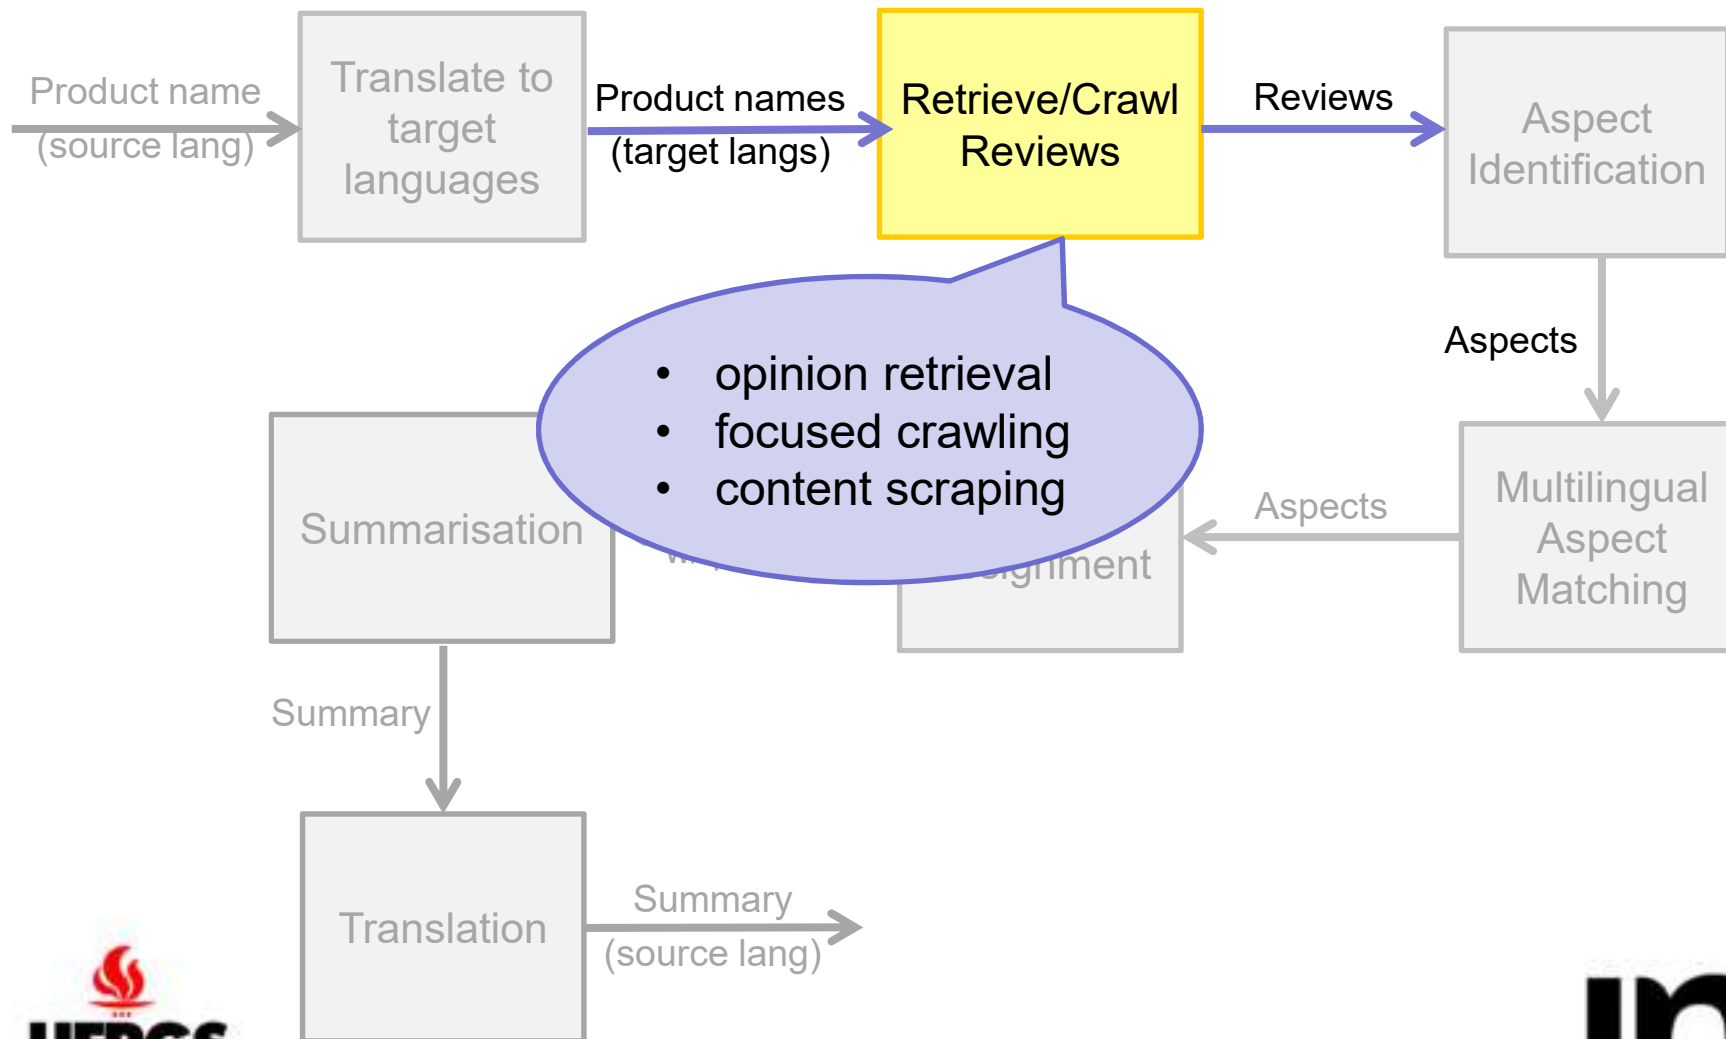 Product name
(source lang)
Translate to
target
languages
Product names
(target langs)
Retrieve/Crawl
Reviews
Reviews
Aspect
Identification
Aspects
• opinion retrieval
• focused crawling
• content scraping
Summarisation
Aspects
Multilingual
Aspect
Matching
Summary
Translation
Summary
(source lang)